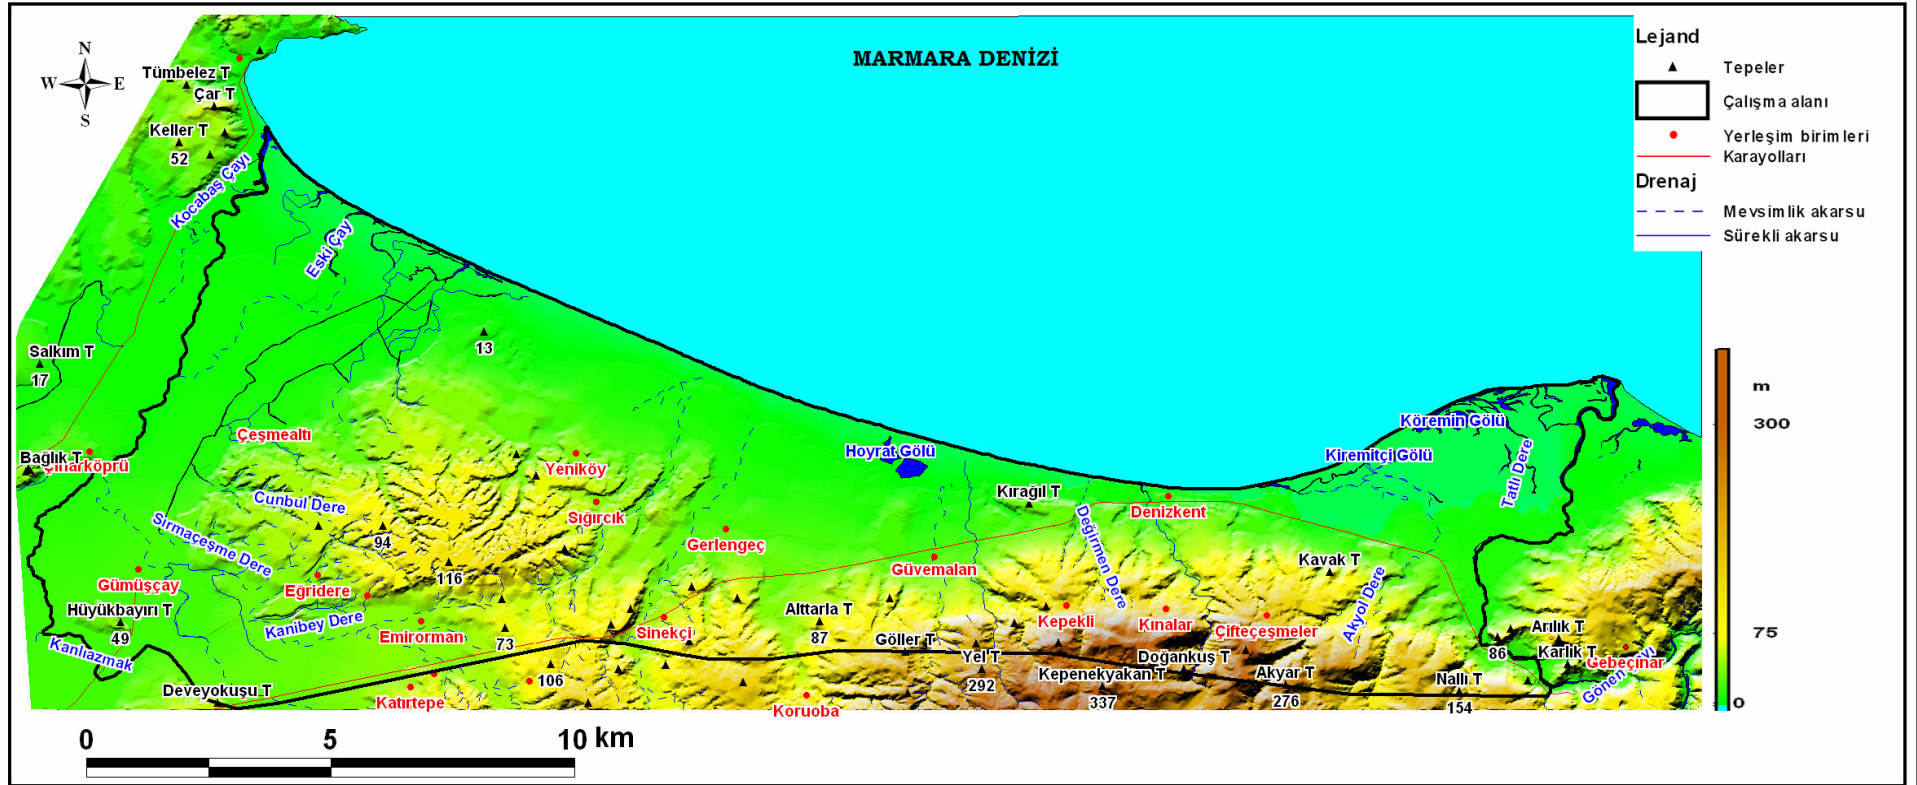 MARMARA DENİZİ
N
W
E
S
Lejand
Tepeler
Çalışma alanı
Yerleşim birimleri
Karayolları
Drenaj
Mevsimlik akarsu
Sürekli akarsu
m
300
75
0
Tümbelez T
Çar T
Keller T
52
Kocabaş Çayı
Eski Çay
Salkım T
17
13
Çeşmealtı
Bağlık T
Çınarköprü
Yeniköy
Cunbul Dere
Sığırcık
Sırmaçeşme Dere
94
Gerlengeç
116
Gümüşçay
Eğridere
Hüyükbayırı T
49
Kanibey Dere
Emirorman
73
Sinekçi
Kanlıazmak
Deveyokuşu T
Katırtepe
106
Koruoba
Alttarla T
87
Göller T
Hoyrat Gölü
Güvemalan
Kırağıl T
Değirmen Dere
Denizkent
Kiremitçi Gölü
Köremin Gölü
Tatlı Dere
Kavak T
Akyol Dere
Kepekli
Kınalar
Çifteçeşmeler
Yel T
292
Kepenekyakan T
337
Doğankuş T
Akyar T
276
Nallı T
154
86
Arılık T
Karlık T
Gebeçınar
Gönen Çayı
0
5
10 km